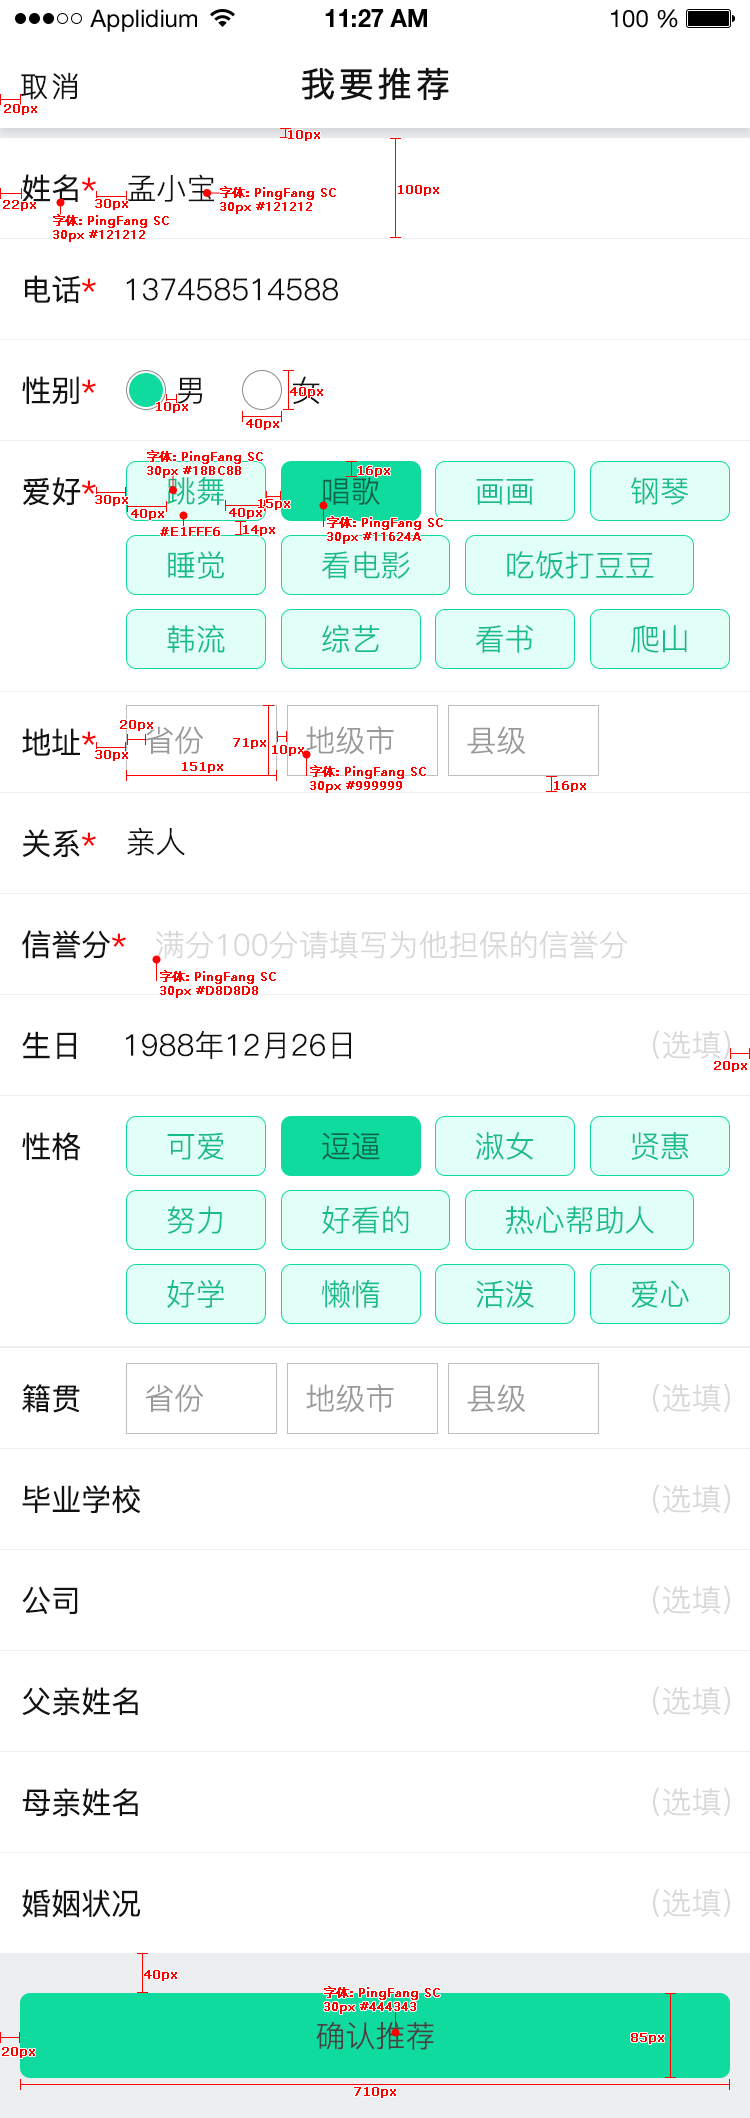 Applidium 11:27 AM 100 %
取消 我要推荐
20px
10px
姓名* 孟小宝
100px
22px
30px
字体: PingFang SC
30px #121212
字体: PingFang SC
30px #121212
电话* 137458514588
性别* 男 女
10px
40px
40px
字体: PingFang SC
30px #18BC8B
16px
爱好* 跳舞 唱歌 画画 钢琴
30px
40px
40px
15px
#E1FFF6
14px
字体: PingFang SC
30px #11624A
睡觉 看电影 吃饭打豆豆
韩流 综艺 看书 爬山
地址* 省份 地级市 县级
20px
30px
71px
10px
151px
字体: PingFang SC
30px #999999
16px
关系* 亲人
信誉分* 满分100分请填写为他担保的信誉分
字体: PingFang SC
30px #D8D8D8
生日 1988年12月26日 (选填)
20px
性格 可爱 逗逼 淑女 贤惠
努力 好看的 热心帮助人
好学 懒惰 活泼 爱心
籍贯 省份 地级市 县级 (选填)
毕业学校 (选填)
公司 (选填)
父亲姓名 (选填)
母亲姓名 (选填)
婚姻状况 (选填)
40px
字体: PingFang SC
30px #444343
确认推荐
85px
20px
710px